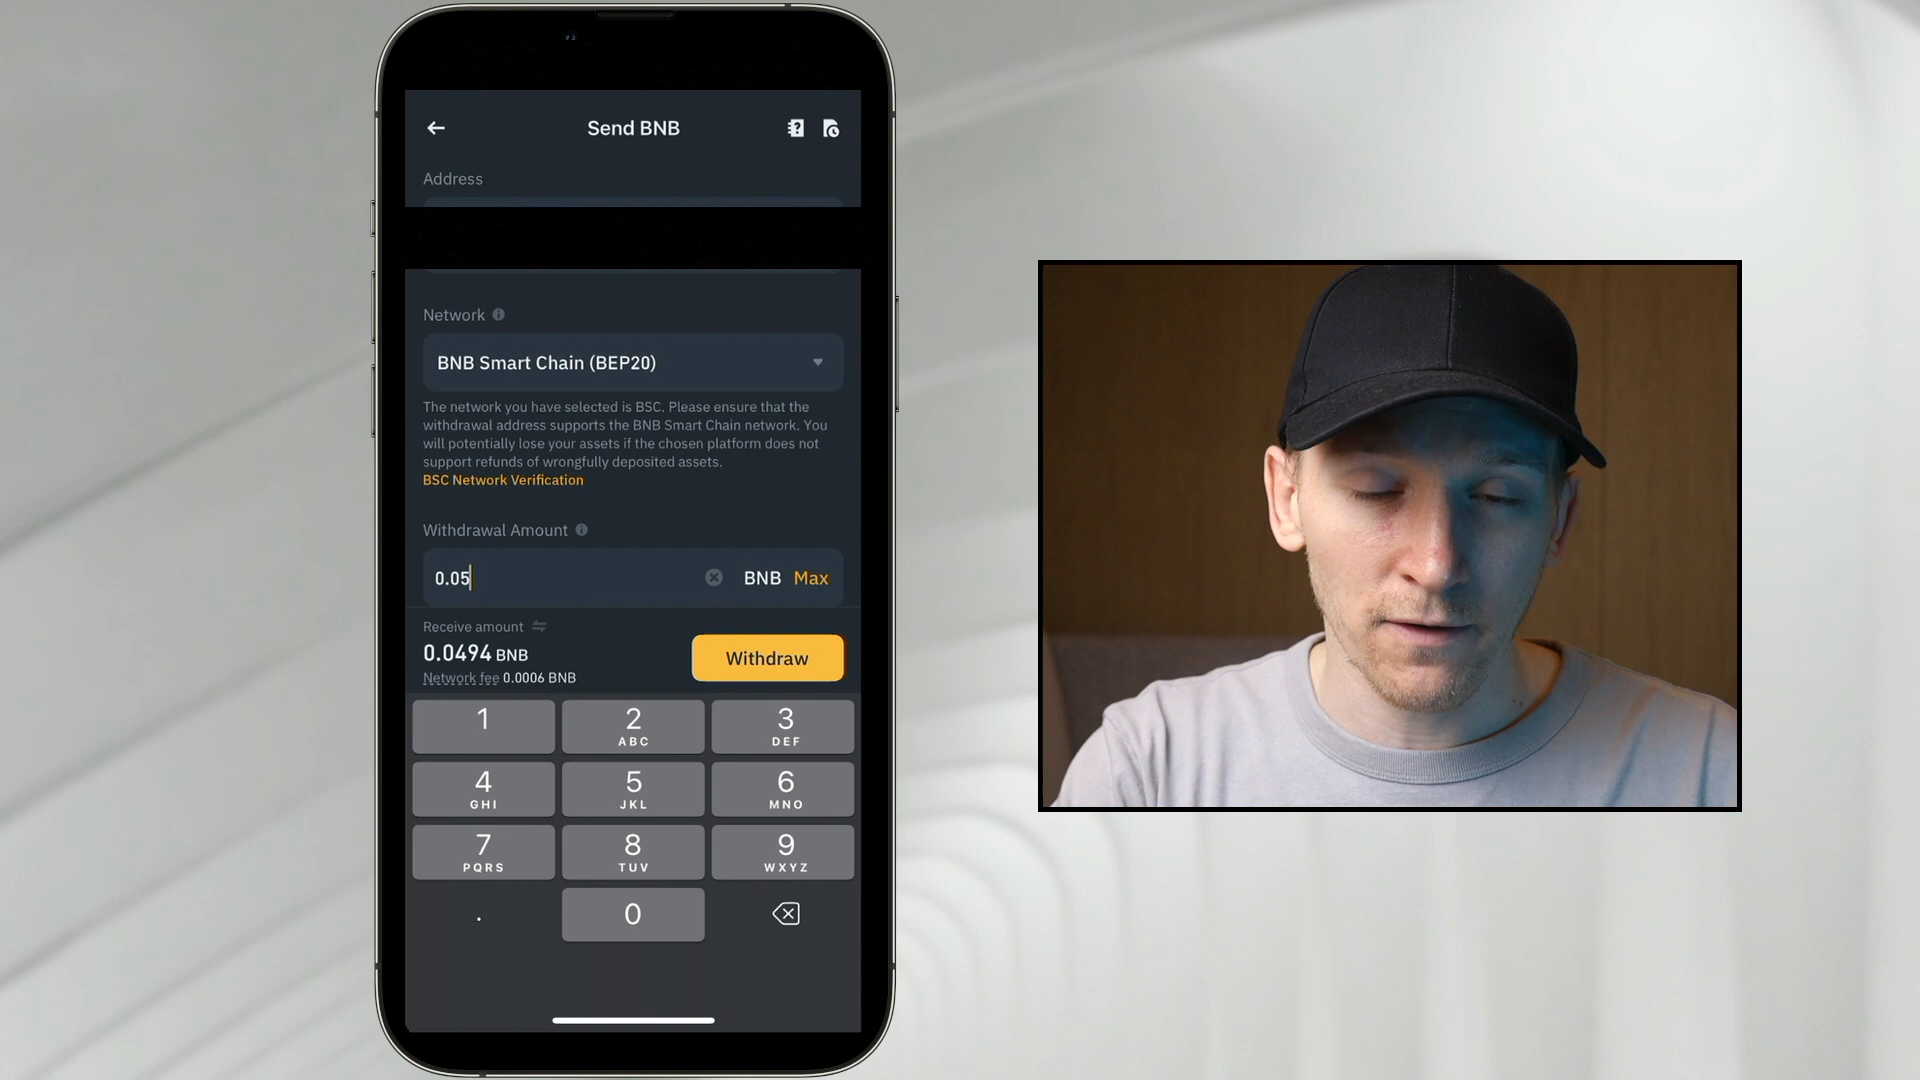 Send BNB
Address
Network
BNB Smart Chain (BEP20)
The network you have selected is BSC. Please ensure that the
withdrawal address supports the BNB Smart Chain network. You
will potentially lose your assets if the chosen platform does not
support refunds of wrongfully deposited assets.
BSC Network Verification
Withdrawal Amount
0.05 BNB Max
Receive amount
0.0494 BNB
Network fee 0.0006 BNB
Withdraw
1 2 3
ABC DEF
4 5 6
GHI JKL MNO
7 8 9
PQRS TUV WXYZ
. 0